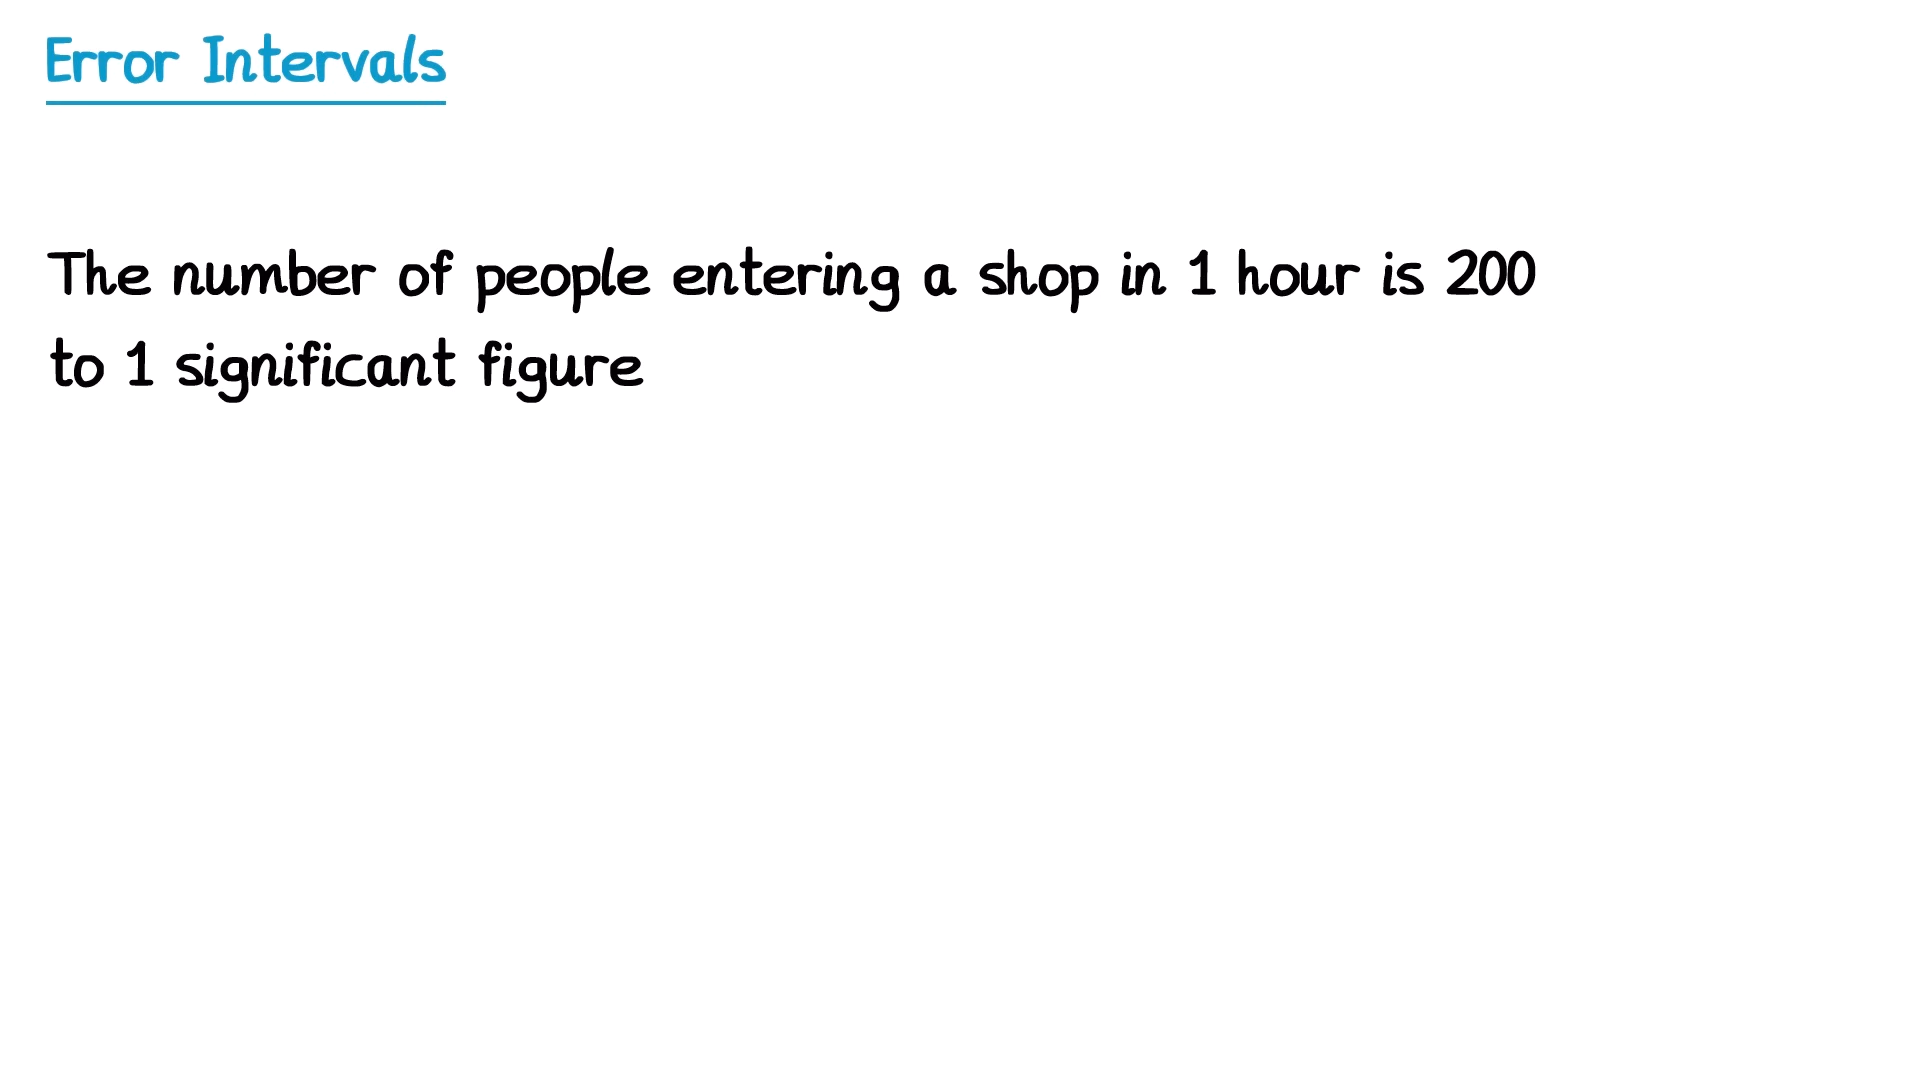 Error Intervals
The number of people entering a shop in 1 hour is 200
to 1 significant figure